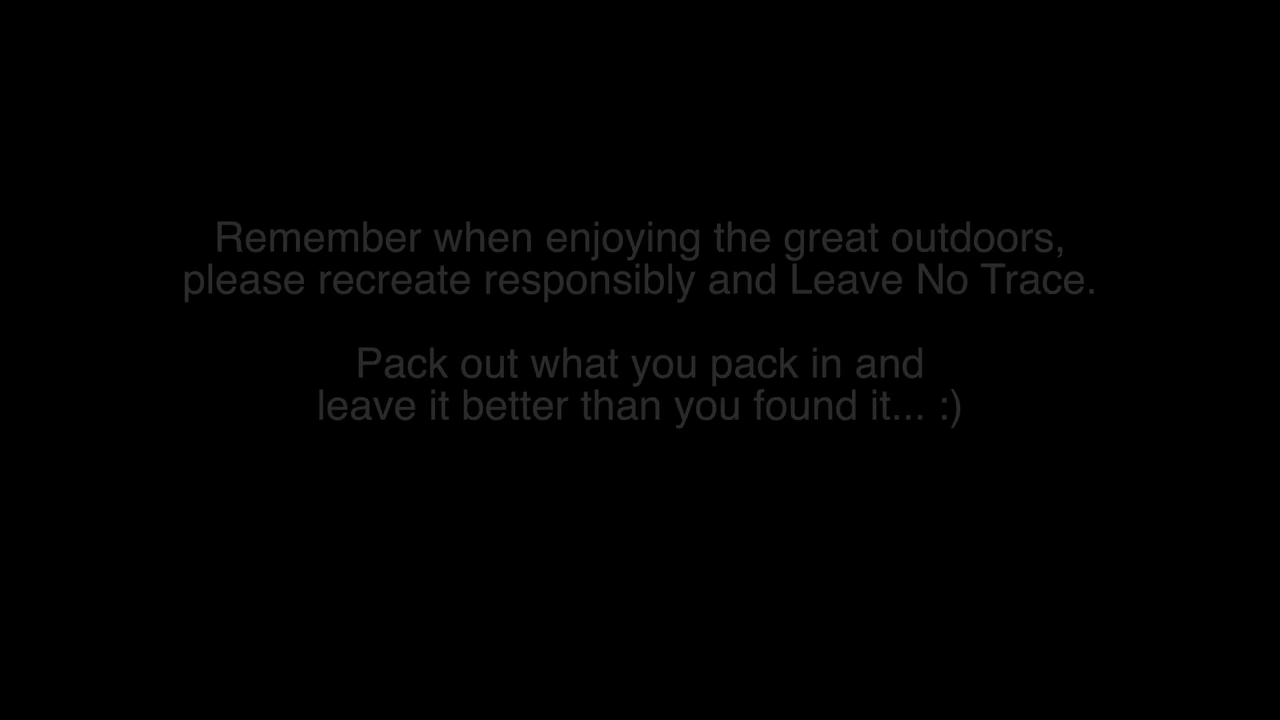 Remember when enjoying the great outdoors,
please recreate responsibly and Leave No Trace.
Pack out what you pack in and
leave it better than you found it... :)